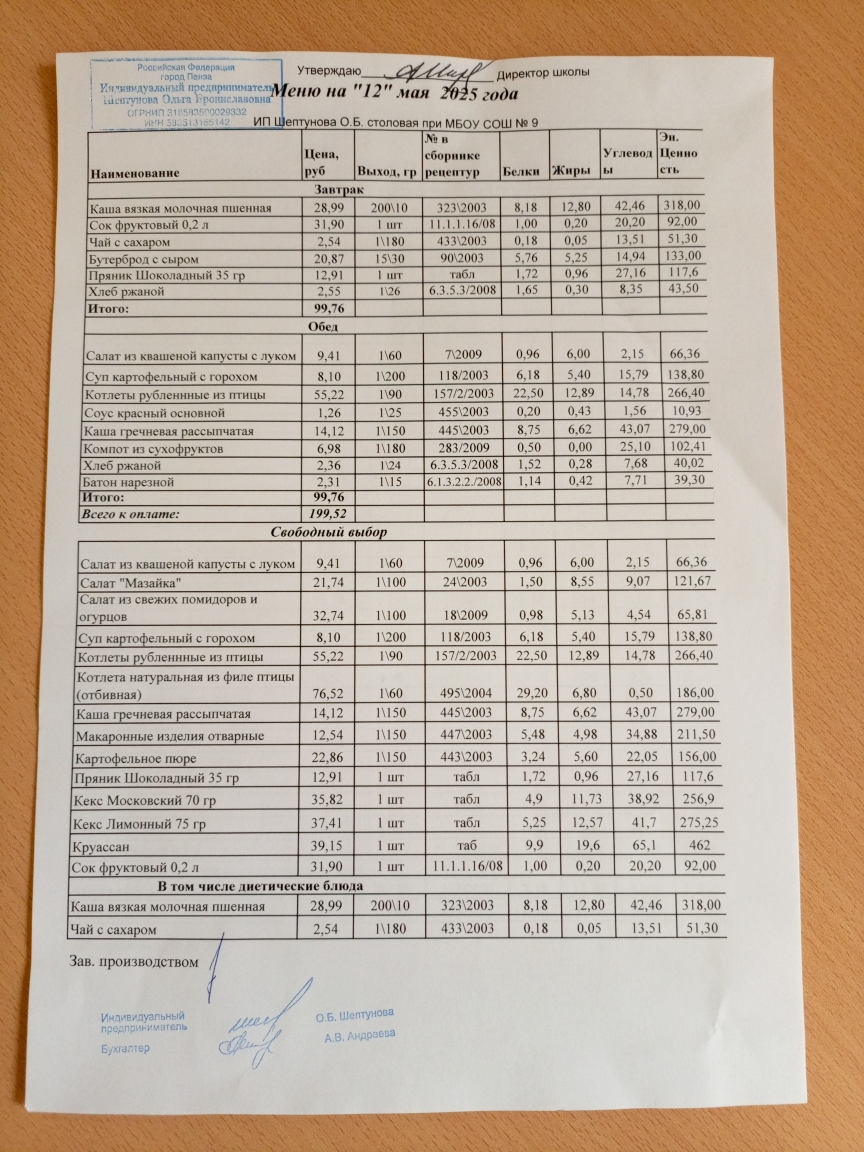 Российская Федерация
город Пенза
Индивидуальный предприниматель
Шептунова Ольга Брониславовна
ОГРНИП 318583500029332
ИНН
Утверждаю Директор школы
Меню на "12" мая 2025 года
ИП Шептунова О.Б. столовая при МБОУ СОШ № 9
Наименование Цена, руб Выход, гр № в сборнике рецептур Белки Жиры Углеводы Эн. Ценность
Завтрак
Каша вязкая молочная пшенная 28,99 200\10 323\2003 8,18 12,80 42,46 318,00
Сок фруктовый 0,2 л 31,90 1 шт 11.1.1.16/08 1,00 0,20 20,20 92,00
Чай с сахаром 2,54 1\180 433\2003 0,18 0,05 13,51 51,30
Бутерброд с сыром 20,87 15\30 90\2003 5,76 5,25 14,94 133,00
Пряник Шоколадный 35 гр 12,91 1 шт табл 1,72 0,96 27,16 117,6
Хлеб ржаной 2,55 1\26 6.3.5.3/2008 1,65 0,30 8,35 43,50
Итого: 99,76
Обед
Салат из квашеной капусты с луком 9,41 1\60 7\2009 0,96 6,00 2,15 66,36
Суп картофельный с горохом 8,10 1\200 118/2003 6,18 5,40 15,79 138,80
Котлеты рубленнные из птицы 55,22 1\90 157/2/2003 22,50 12,89 14,78 266,40
Соус красный основной 1,26 1\25 455\2003 0,20 0,43 1,56 10,93
Каша гречневая рассыпчатая 14,12 1\150 445\2003 8,75 6,62 43,07 279,00
Компот из сухофруктов 6,98 1\180 283/2009 0,50 0,00 25,10 102,41
Хлеб ржаной 2,36 1\24 6.3.5.3/2008 1,52 0,28 7,68 40,02
Батон нарезной 2,31 1\15 6.1.3.2.2./2008 1,14 0,42 7,71 39,30
Итого: 99,76
Всего к оплате: 199,52
Свободный выбор
Салат из квашеной капусты с луком 9,41 1\60 7\2009 0,96 6,00 2,15 66,36
Салат "Мазайка" 21,74 1\100 24\2003 1,50 8,55 9,07 121,67
Салат из свежих помидоров и
огурцов 32,74 1\100 18\2009 0,98 5,13 4,54 65,81
Суп картофельный с горохом 8,10 1\200 118/2003 6,18 5,40 15,79 138,80
Котлеты рубленнные из птицы 55,22 1\90 157/2/2003 22,50 12,89 14,78 266,40
Котлета натуральная из филе птицы
(отбивная) 76,52 1\60 495\2004 29,20 6,80 0,50 186,00
Каша гречневая рассыпчатая 14,12 1\150 445\2003 8,75 6,62 43,07 279,00
Макаронные изделия отварные 12,54 1\150 447\2003 5,48 4,98 34,88 211,50
Картофельное пюре 22,86 1\150 443\2003 3,24 5,60 22,05 156,00
Пряник Шоколадный 35 гр 12,91 1 шт табл 1,72 0,96 27,16 117,6
Кекс Московский 70 гр 35,82 1 шт табл 4,9 11,73 38,92 256,9
Кекс Лимонный 75 гр 37,41 1 шт табл 5,25 12,57 41,7 275,25
Круассан 39,15 1 шт таб 9,9 19,6 65,1 462
Сок фруктовый 0,2 л 31,90 1 шт 11.1.1.16/08 1,00 0,20 20,20 92,00
В том числе диетические блюда
Каша вязкая молочная пшенная 28,99 200\10 323\2003 8,18 12,80 42,46 318,00
Чай с сахаром 2,54 1\180 433\2003 0,18 0,05 13,51 51,30
Зав. производством
Индивидуальный
предприниматель О.Б. Шептунова
Бухгалтер А.В. Андреева